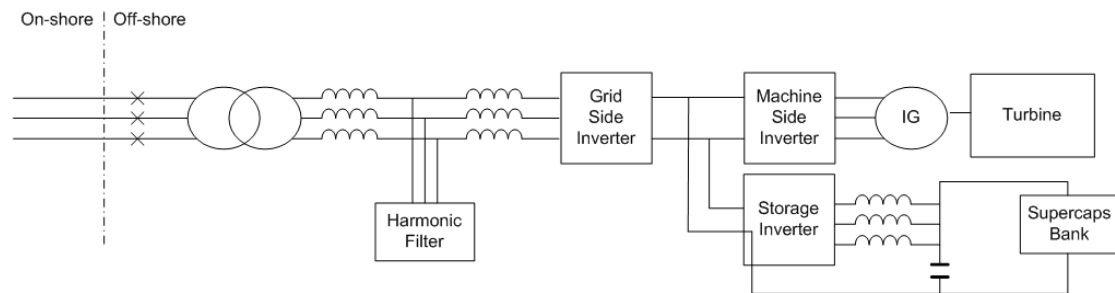 On-shore
Off-shore
Grid
Side
Inverter
Machine
Side
Inverter
IG
Turbine
Harmonic
Filter
Storage
Inverter
Supercaps
Bank